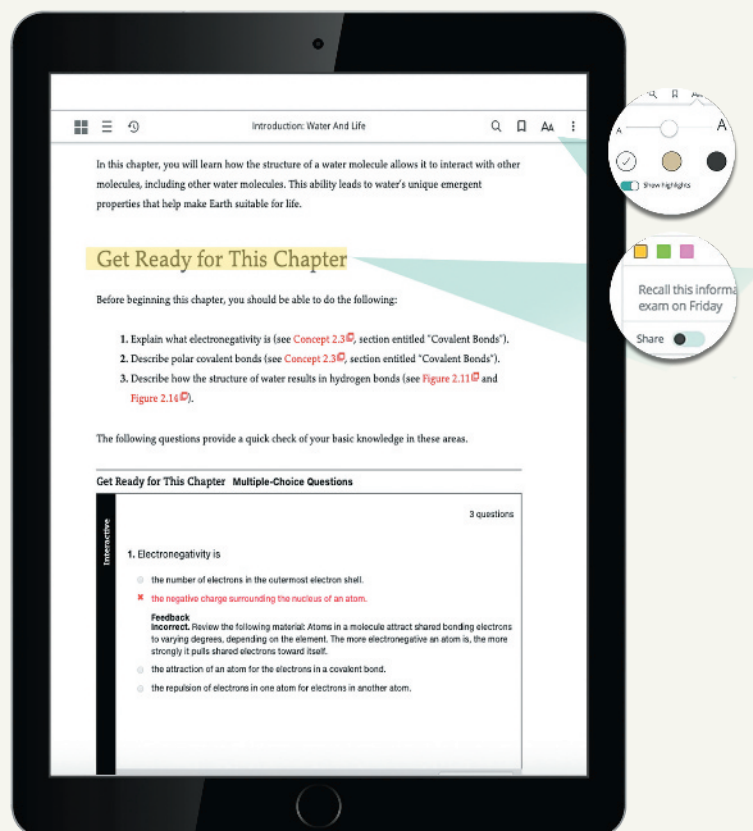 Introduction: Water And Life
AA
In this chapter, you will learn how the structure of a water molecule allows it to interact with other
molecules, including other water molecules. This ability leads to water's unique emergent
properties that help make Earth suitable for life.
Get Ready for This Chapter
Before beginning this chapter, you should be able to do the following:
1. Explain what electronegativity is (see Concept 2.3, section entitled "Covalent Bonds").
2. Describe polar covalent bonds (see Concept 2.3, section entitled "Covalent Bonds").
3. Describe how the structure of water results in hydrogen bonds (see Figure 2.11 and
Figure 2.14).
The following questions provide a quick check of your basic knowledge in these areas.
Get Ready for This Chapter Multiple-Choice Questions
Interactive
3 questions
1. Electronegativity is
the number of electrons in the outermost electron shell.
the negative charge surrounding the nucleus of an atom.
Feedback
Incorrect. Review the following material: Atoms in a molecule attract shared bonding electrons
to varying degrees, depending on the element. The more electronegative an atom is, the more
strongly it pulls shared electrons toward itself.
the attraction of an atom for the electrons in a covalent bond.
the repulsion of electrons in one atom for electrons in another atom.
A A
Show highlights
Recall this informa
exam on Friday
Share